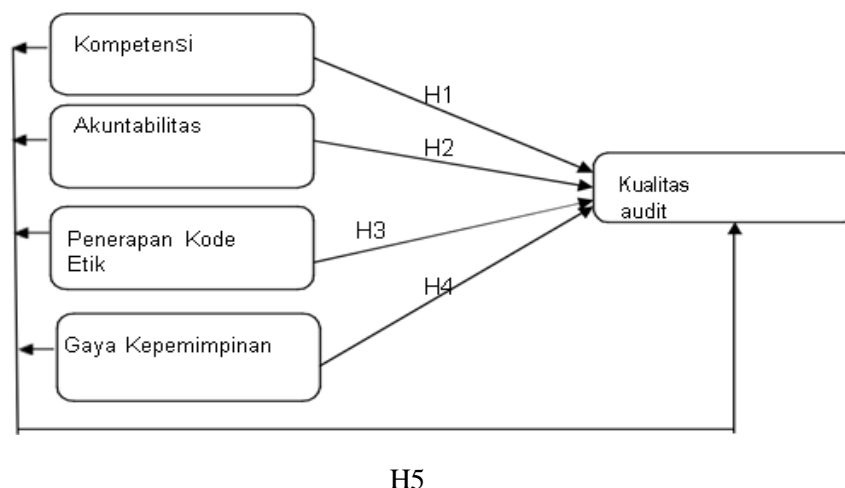 Kompetensi
H1
Akuntabilitas
H2
Kualitas
audit
H3
Penerapan Kode
Etik
H4
Gaya Kepemimpinan
H5